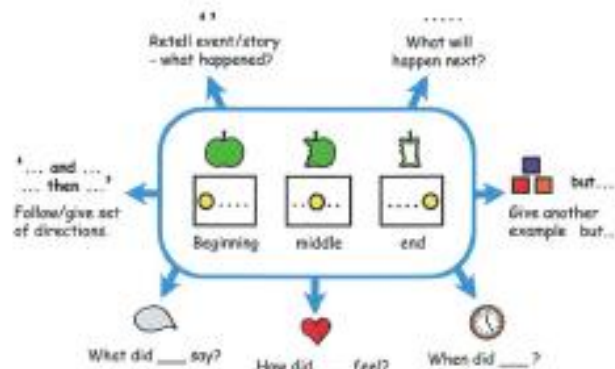 Retell event/story
- what happened?
What will
happen next?
'... and ...
... then ...'
Follow/give set
of directions
Beginning
middle
end
but...
Give another
example but...
What did ___ say?
How did ___ feel?
When did ___ ?